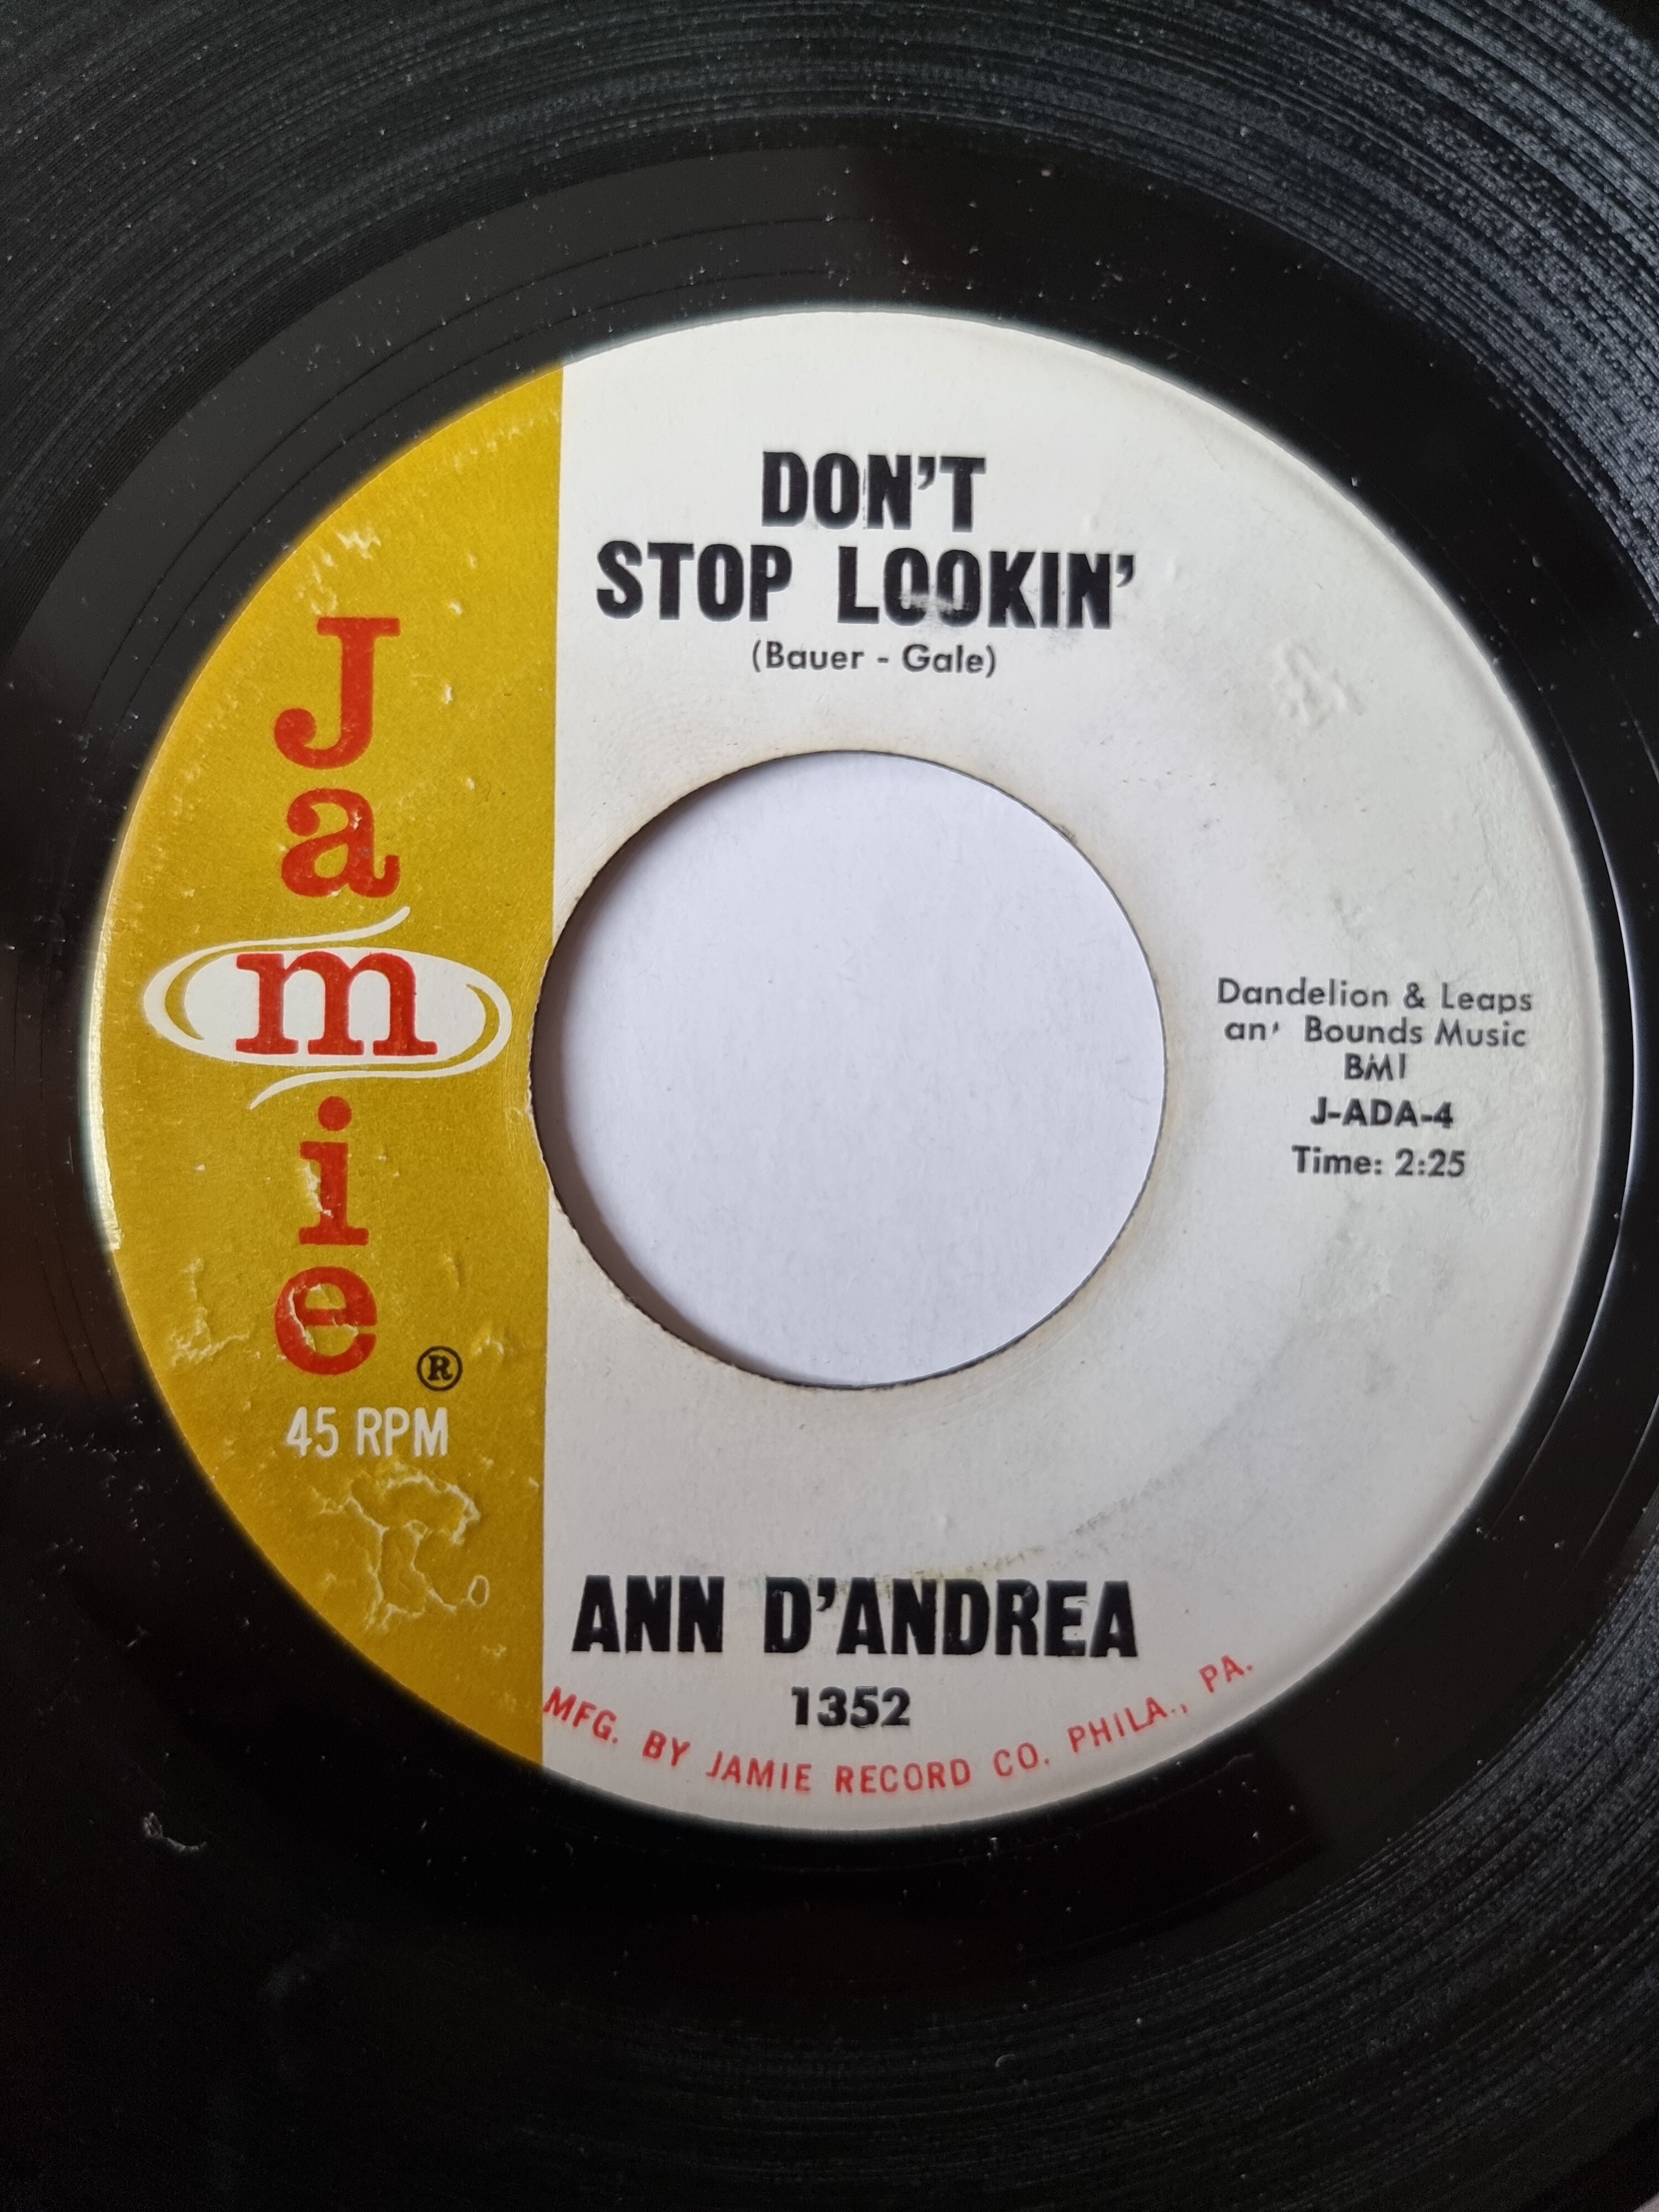 DON'T
STOP LOOKIN'
(Bauer - Gale)
Jamie
®
45 RPM
Dandelion & Leaps
an' Bounds Music
BMI
J-ADA-4
Time: 2:25
ANN D'ANDREA
1352
MFG. BY JAMIE RECORD CO. PHILA., PA.